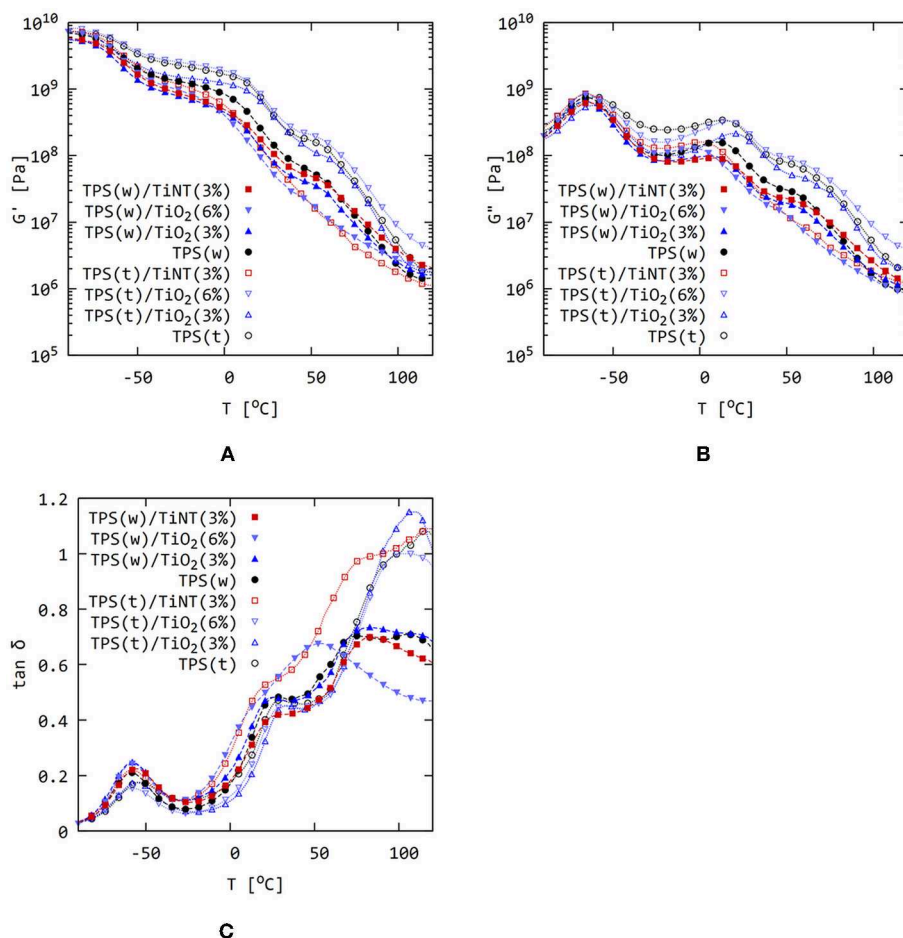 10^10
10^9
10^8
10^7
10^6
10^5
G' [Pa]
TPS(w)/TiNT(3%)
TPS(w)/TiO2(6%)
TPS(w)/TiO2(3%)
TPS(w)
TPS(t)/TiNT(3%)
TPS(t)/TiO2(6%)
TPS(t)/TiO2(3%)
TPS(t)
-50 0 50 100
T [°C]
A
10^10
10^9
10^8
10^7
10^6
10^5
G" [Pa]
TPS(w)/TiNT(3%)
TPS(w)/TiO2(6%)
TPS(w)/TiO2(3%)
TPS(w)
TPS(t)/TiNT(3%)
TPS(t)/TiO2(6%)
TPS(t)/TiO2(3%)
TPS(t)
-50 0 50 100
T [°C]
B
1.2
1
0.8
0.6
0.4
0.2
0
tan δ
TPS(w)/TiNT(3%)
TPS(w)/TiO2(6%)
TPS(w)/TiO2(3%)
TPS(w)
TPS(t)/TiNT(3%)
TPS(t)/TiO2(6%)
TPS(t)/TiO2(3%)
TPS(t)
-50 0 50 100
T [°C]
C